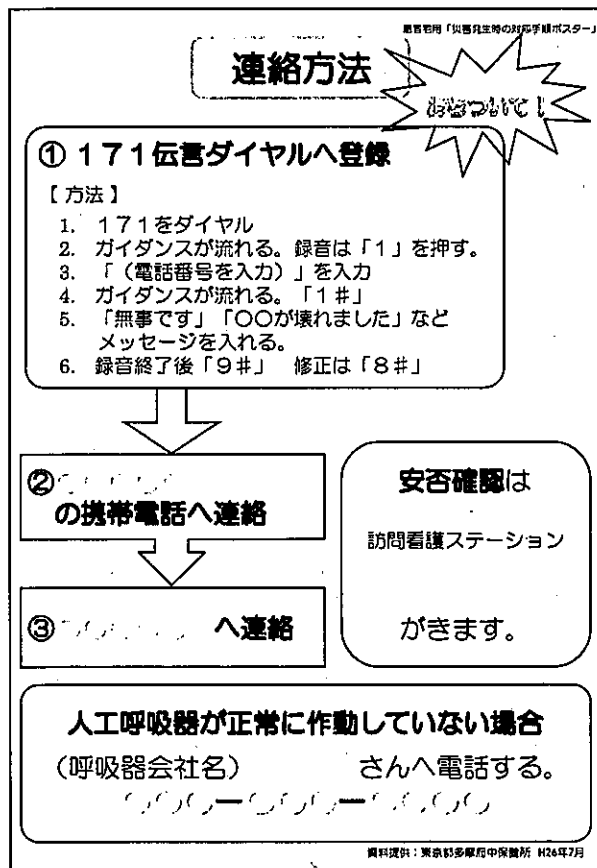 患者宅用「災害発生時の対応手順ポスター」
連絡方法
おちついて!
① 171伝言ダイヤルへ登録
【方法】
1. 171をダイヤル
2. ガイダンスが流れる。録音は「1」を押す。
3. 「(電話番号を入力)」を入力
4. ガイダンスが流れる。「1#」
5. 「無事です」「〇〇が壊れました」など
メッセージを入れる。
6. 録音終了後「9#」 修正は「8#」
②
の携帯電話へ連絡
③ へ連絡
安否確認は
訪問看護ステーション
がきます。
人工呼吸器が正常に作動していない場合
(呼吸器会社名) さんへ電話する。
資料提供:東京都多摩府中保健所 H26年7月